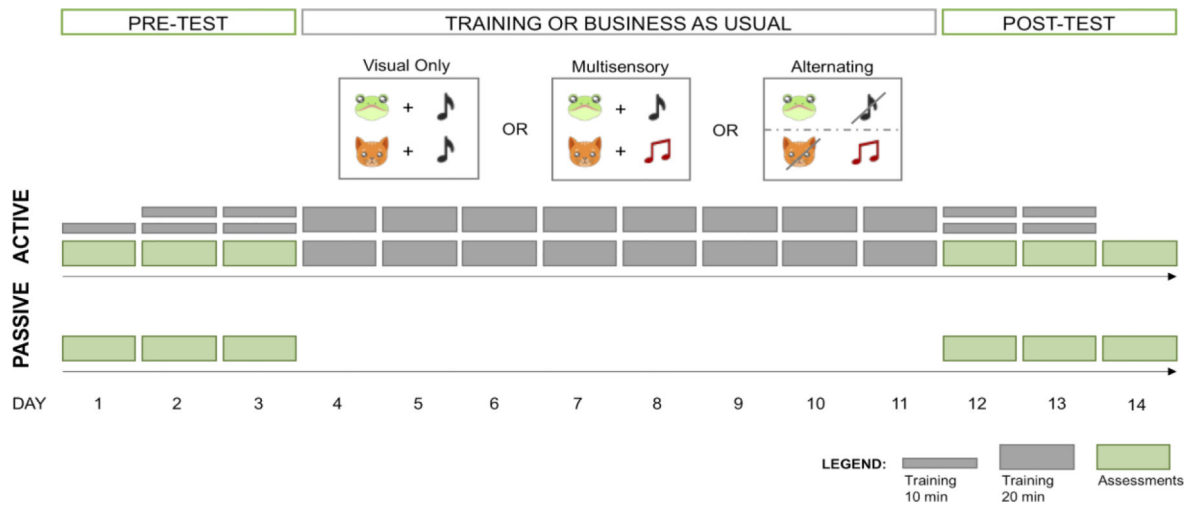 PRE-TEST TRAINING OR BUSINESS AS USUAL POST-TEST
Visual Only Multisensory Alternating
+ + 
OR OR
+ +
ACTIVE
PASSIVE
DAY 1 2 3 4 5 6 7 8 9 10 11 12 13 14
LEGEND:
Training
10 min
Training
20 min
Assessments